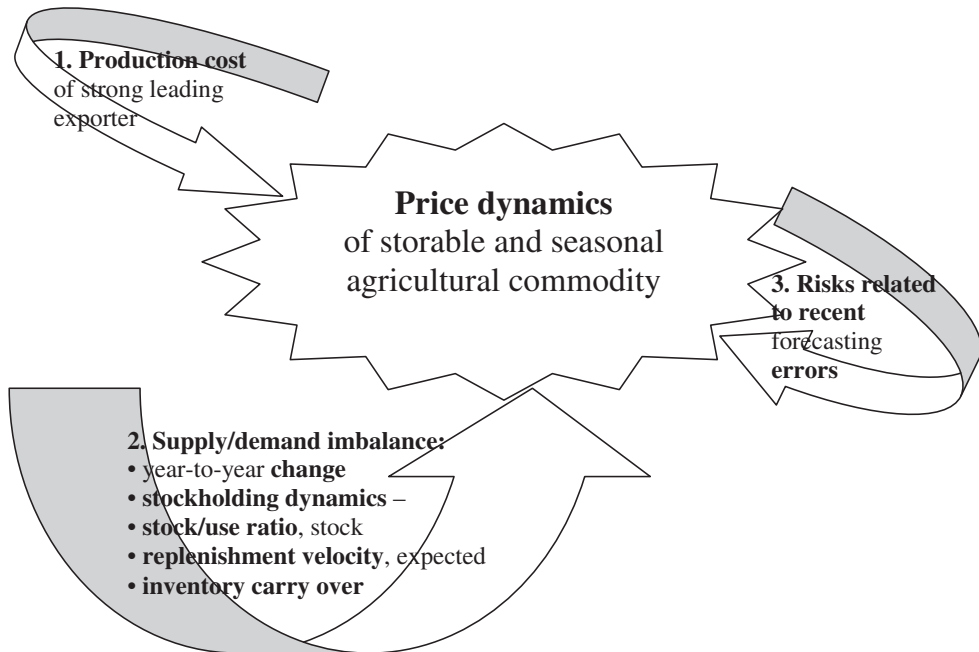 1. Production cost
of strong leading
exporter
Price dynamics
of storable and seasonal
agricultural commodity
3. Risks related
to recent
forecasting
errors
2. Supply/demand imbalance:
• year-to-year change
• stockholding dynamics –
• stock/use ratio, stock
• replenishment velocity, expected
• inventory carry over